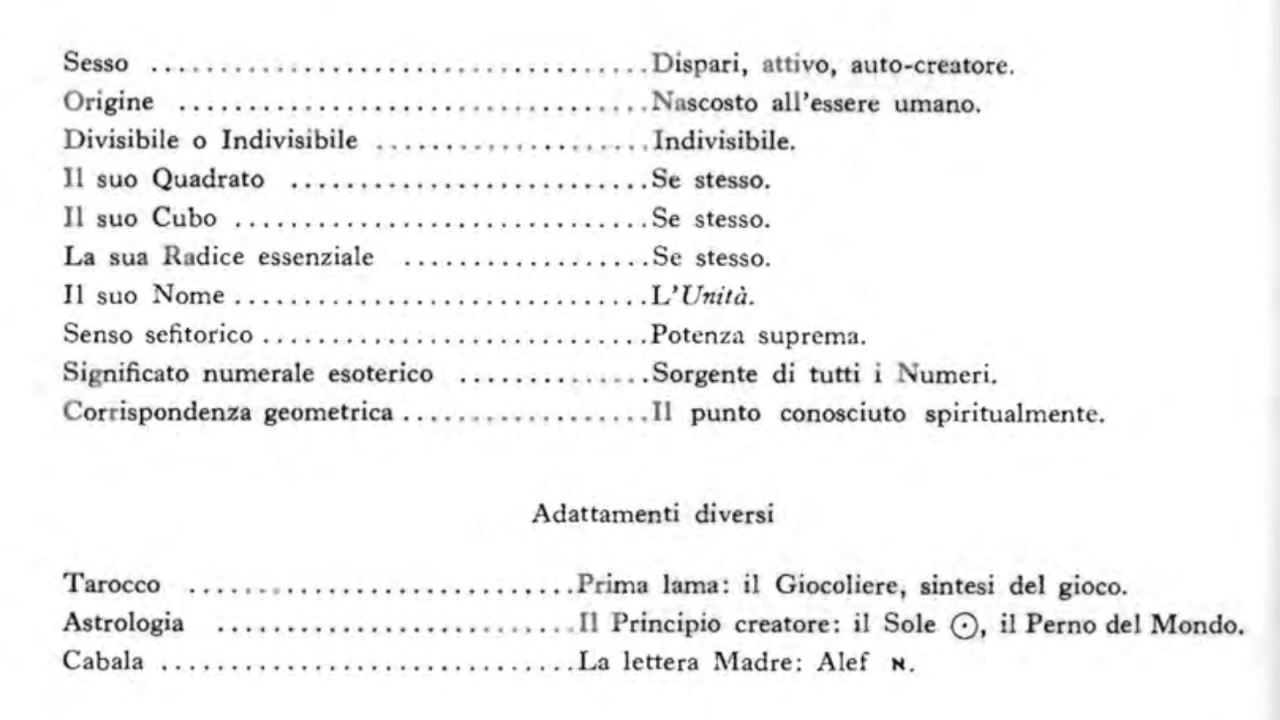 Sesso ...................................Dispari, attivo, auto-creatore.
Origine .................................Nascosto all'essere umano.
Divisibile o Indivisibile ...................Indivisibile.
Il suo Quadrato .........................Se stesso.
Il suo Cubo .............................Se stesso.
La sua Radice essenziale .................Se stesso.
Il suo Nome .............................L'Unità.
Senso sefitorico ...........................Potenza suprema.
Significato numerale esoterico .............Sorgente di tutti i Numeri.
Corrispondenza geometrica .................Il punto conosciuto spiritualmente.
Adattamenti diversi
Tarocco ...........................Prima lama: il Giocoliere, sintesi del gioco.
Astrologia .........................Il Principio creatore: il Sole ☉, il Perno del Mondo.
Cabala .............................La lettera Madre: Alef א.